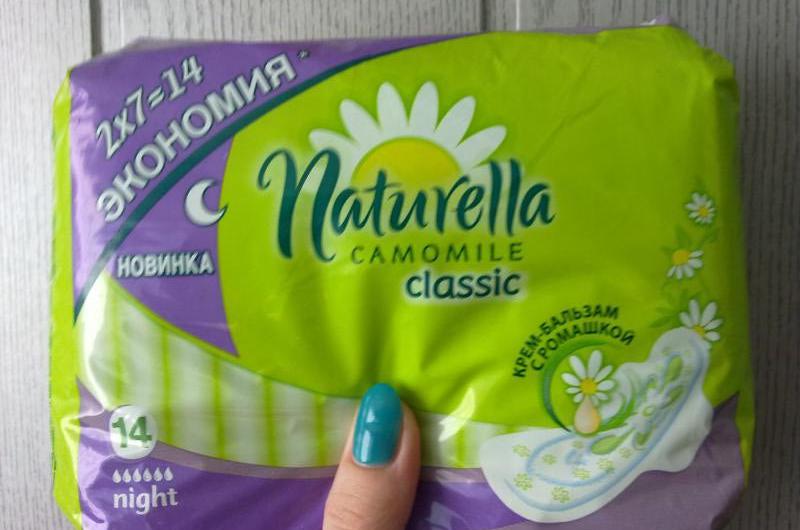 2x7=14
ЭКОНОМИЯ*
НОВИНКА
Naturella
CAMOMILE
classic
КРЕМ-БАЛЬЗАМ
С РОМАШКОЙ
14
night